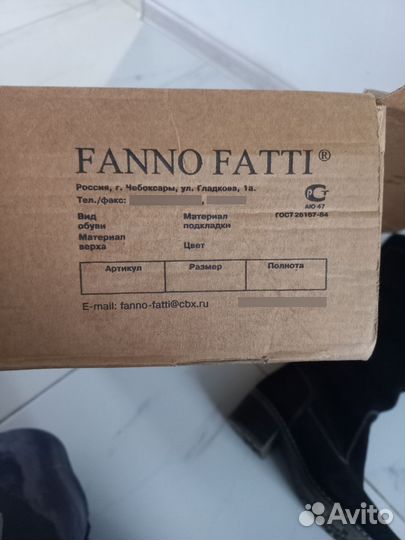 FANNO FATTI®
Россия, г. Чебоксары, ул. Гладкова, 1а.
Тел./факс:
АЮ 47
Вид обуви
Материал подкладки
ГОСТ 26167-84
Материал верха
Цвет
Артикул Размер Полнота
E-mail: fanno-fatti@cbx.ru
Avito